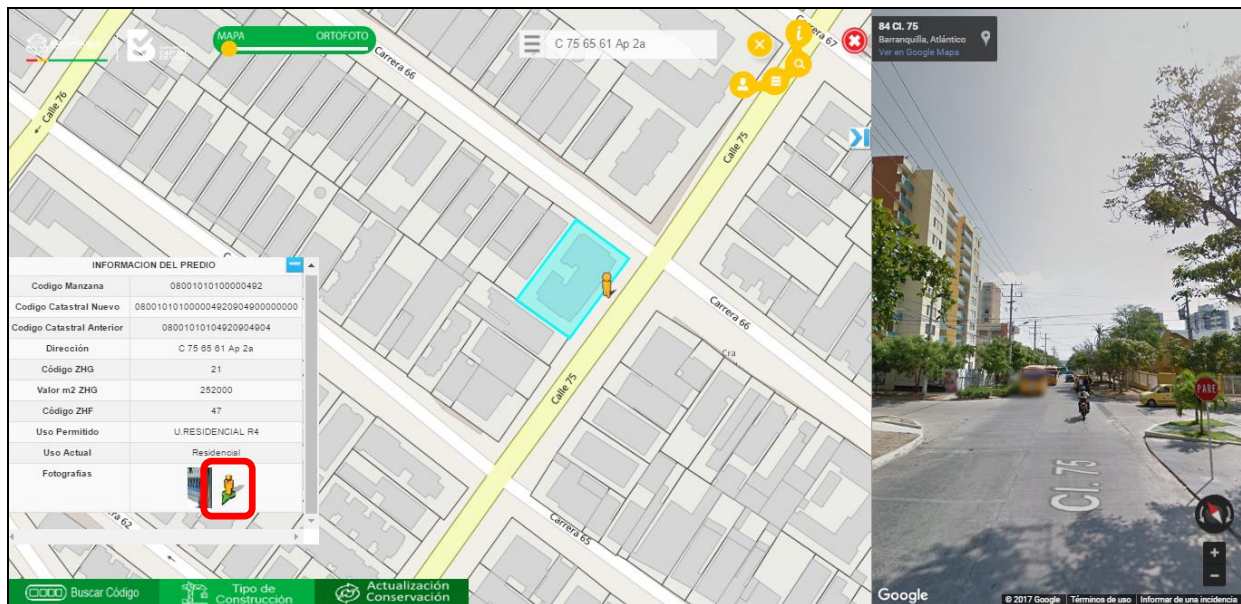 MAPA
ORTOFOTO
C 75 65 61 Ap 2a
i
Carrera 66
Carrera 67
Calle 76
Calle 75
Carrera 66
Cra
Calle 75
Carrera 65
ra 62
INFORMACION DEL PREDIO
Codigo Manzana 08001010100000492
Codigo Catastral Nuevo 080010101000004920904900000000
Codigo Catastral Anterior 08001010104920904904
Dirección C 75 65 61 Ap 2a
Código ZHG 21
Valor m2 ZHG 252000
Código ZHF 47
Uso Permitido U.RESIDENCIAL R4
Uso Actual Residencial
Fotografias
Buscar Código
Tipo de
Construcción
Actualización
Conservación
84 Cl. 75
Barranquilla, Atlántico
Ver en Google Maps
PARE
Cl. 75
Google
© 2017 Google
Términos de uso
Informar de una incidencia